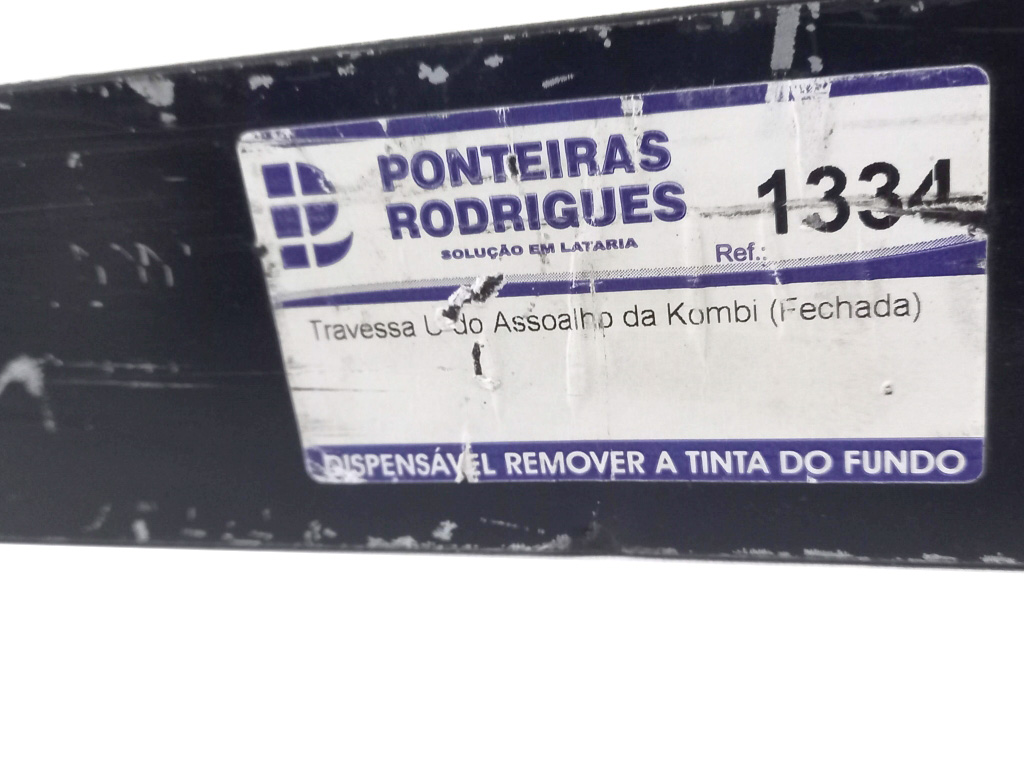 PONTEIRAS
RODRIGUES
SOLUÇÃO EM LATARIA
Ref.: 1334
Travessa U do Assoalho da Kombi (Fechada)
DISPENSÁVEL REMOVER A TINTA DO FUNDO